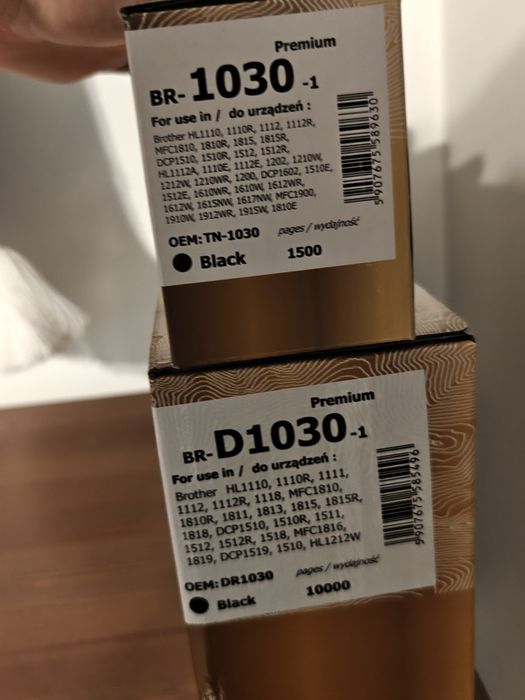 Premium
BR-1030-1
For use in / do urządzeń :
Brother HL1110, 1110R, 1112, 1112R,
MFC1810, 1810R, 1815, 1815R,
DCP1510, 1510R, 1512, 1512R,
HL1112A, 1110E, 1112E, 1202, 1210W,
1212W, 1210WR, 1200, DCP1602, 1510E,
1512E, 1610WR, 1610W, 1612WR,
1612W, 1615NW, 1617NW, MFC1900,
1910W, 1912WR, 1915W, 1810E
OEM: TN-1030
pages / wydajność
Black
1500
5907675589630
Premium
BR-D1030-1
For use in / do urządzeń :
Brother HL1110, 1110R, 1111,
1112, 1112R, 1118, MFC1810,
1810R, 1811, 1813, 1815, 1815R,
1818, DCP1510, 1510R, 1511,
1512, 1512R, 1518, MFC1816,
1819, DCP1519, 1510, HL1212W
OEM: DR1030
pages / wydajność
Black
10000
5907675585496